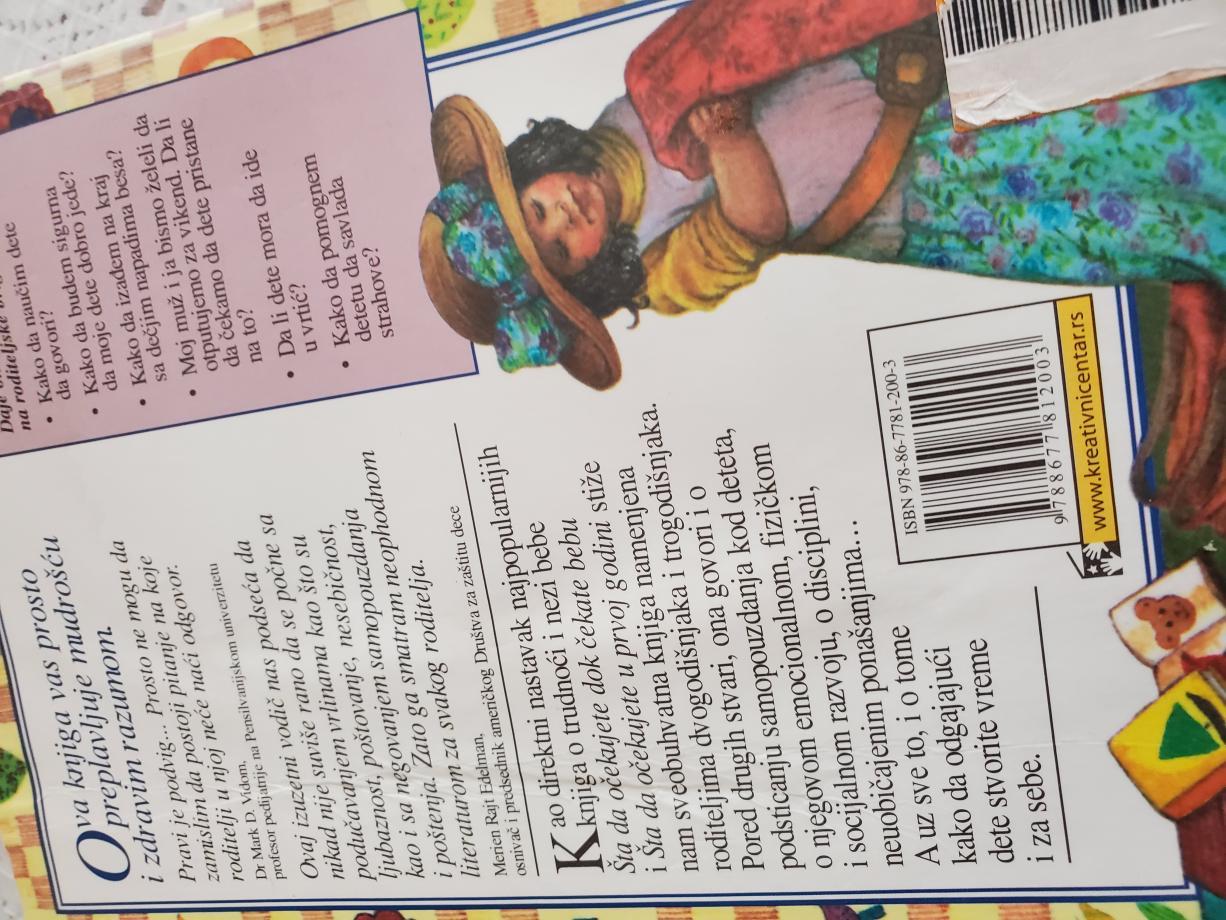 Ova knjiga vas prosto
preplavljuje mudrošću
i zdravim razumom.
Pravi je podvig... Prosto ne mogu da
zamislim da postoji pitanje na koje
roditelji u njoj neće naći odgovor.
Dr Mark D. Vidom,
profesor pedijatrije na Pensilvanijskom univerzitetu
Ovaj izuzetni vodič nas podseća da
nikad nije suviše rano da se počne sa
podučavanjem vrlinama kao što su
ljubaznost, poštovanje, nesebičnost,
kao i sa negovanjem samopouzdanja
i poštenja. Zato ga smatram neophodnom
literaturom za svakog roditelja.
Merien Rajt Edelman,
osnivač i predsednik američkog Društva za zaštitu dece
Kao direktni nastavak najpopularnijih
knjiga o trudnoći i nezi bebe
Šta da očekujete dok čekate bebu
i Šta da očekujete u prvoj godini stiže
nam sveobuhvatna knjiga namenjena
roditeljima dvogodišnjaka i trogodišnjaka.
Pored drugih stvari, ona govori i o
podsticanju samopouzdanja kod deteta,
o njegovom emocionalnom, fizičkom
i socijalnom razvoju, o disciplini,
neuobičajenim ponašanjima...
A uz sve to, i o tome
kako da odgajajući
dete stvorite vreme
i za sebe.
Daje
na roditeljske
• Kako da naučim dete
da govori?
• Kako da budem sigurna
da moje dete dobro jede?
• Kako da izađem na kraj
sa dečjim napadima besa?
• Moj muž i ja bismo želeli da
otputujemo za vikend. Da li
da čekamo da dete pristane
na to?
• Da li dete mora da ide
u vrtić?
• Kako da pomognem
detetu da savlada
strahove?
ISBN 978-86-7781-200-3
9 788677 812003
www.kreativnicentar.rs